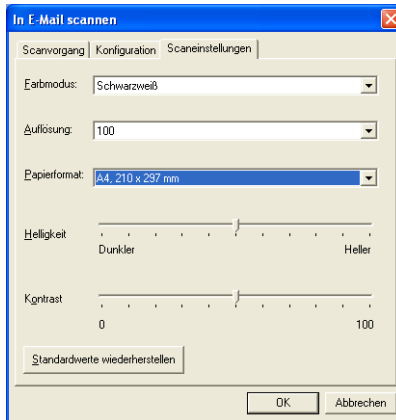 In E-Mail scannen
Scanvorgang Konfiguration Scaneinstellungen
Farbmodus: Schwarzweiß
Auflösung: 100
Papierformat: A4, 210 x 297 mm
Helligkeit
Dunkler Heller
Kontrast
0 100
Standardwerte wiederherstellen
OK Abbrechen